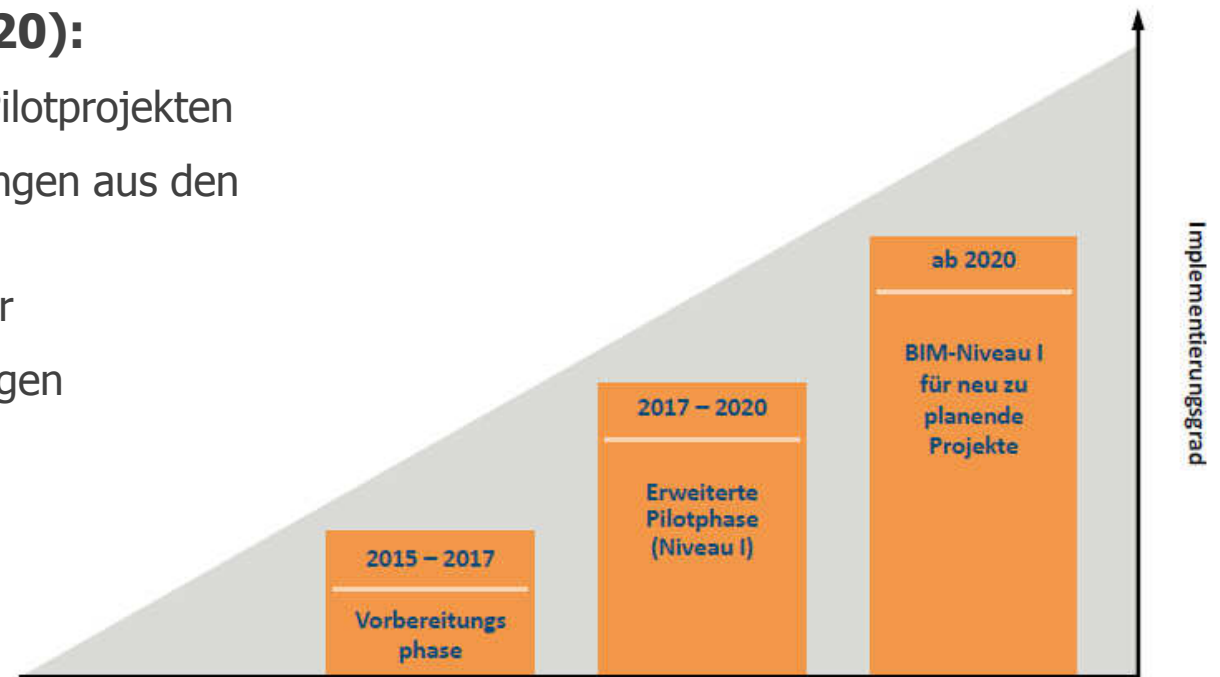 20):
ilotprojekten
ngen aus den
r
gen
2015 – 2017
Vorbereitungs
phase
2017 – 2020
Erweiterte
Pilotphase
(Niveau I)
ab 2020
BIM-Niveau I
für neu zu
planende
Projekte
Implementierungsgrad